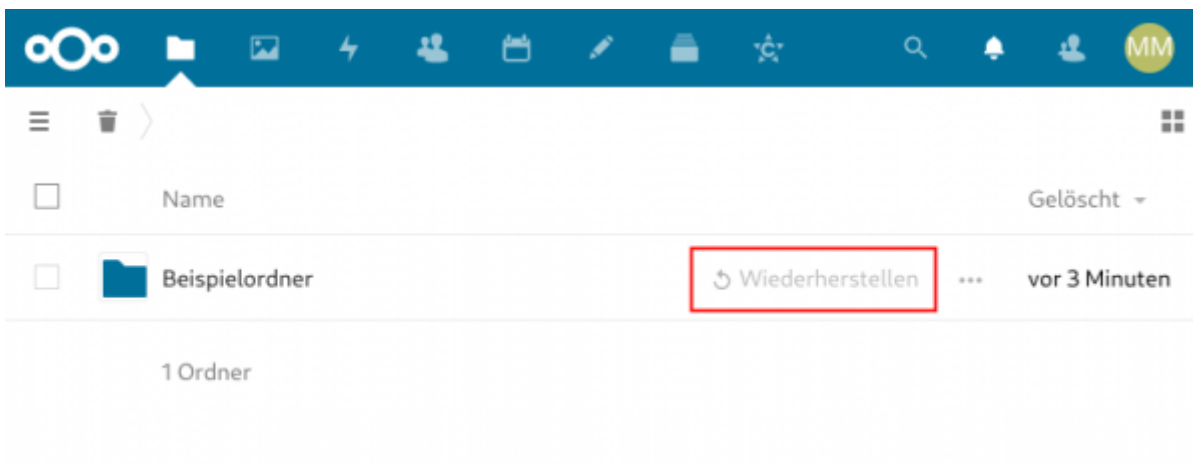 MM
Name Gelöscht
Beispielordner Wiederherstellen ... vor 3 Minuten
1 Ordner